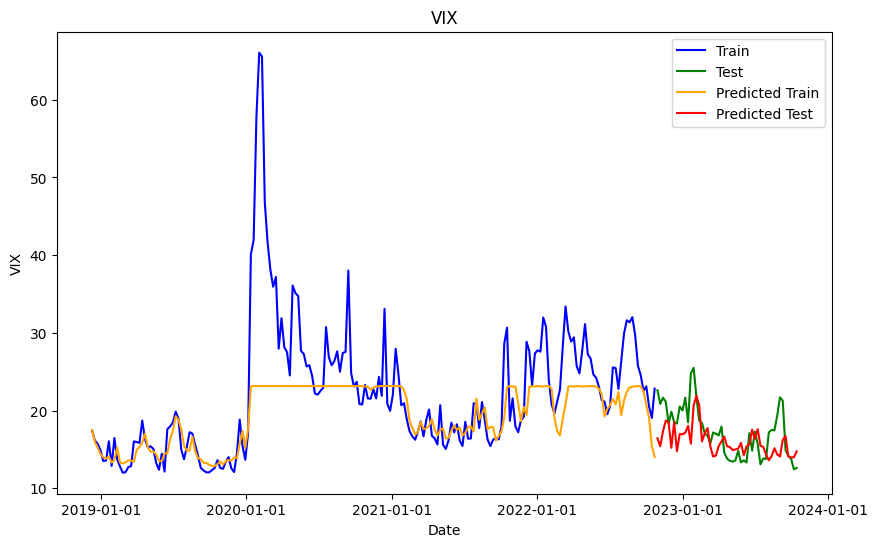 VIX
Train
Test
Predicted Train
Predicted Test
60
50
40
30
20
10
VIX
2019-01-01
2020-01-01
2021-01-01
2022-01-01
2023-01-01
2024-01-01
Date